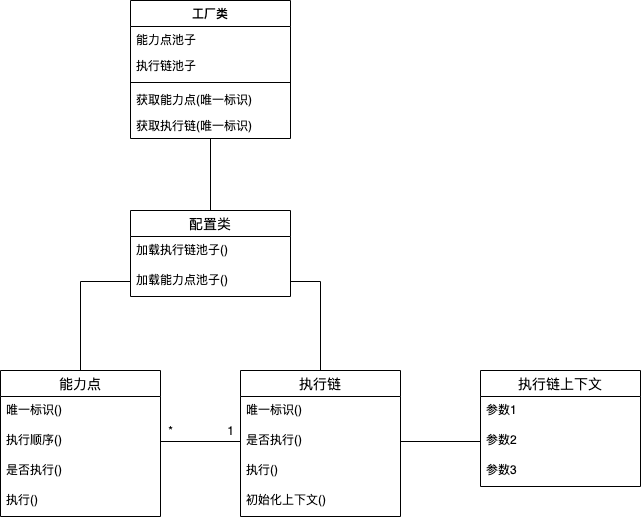 工厂类
能力点池子
执行链池子
获取能力点(唯一标识)
获取执行链(唯一标识)
配置类
加载执行链池子()
加载能力点池子()
能力点
唯一标识()
执行顺序()
是否执行()
执行()
* 1
执行链
唯一标识()
是否执行()
执行()
初始化上下文()
执行链上下文
参数1
参数2
参数3